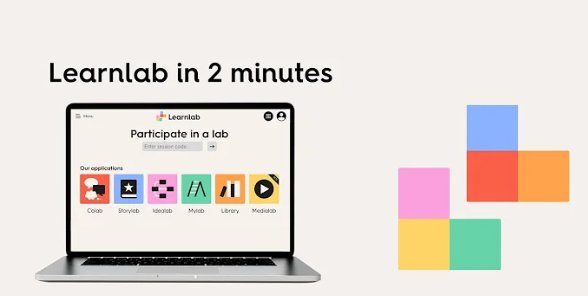 Learnlab in 2 minutes
Menu
Learnlab
Participate in a lab
Enter session code
Our applications
Colab Storylab Idealab Mylab Library Medialab